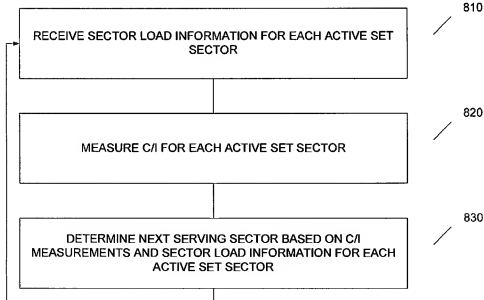 810
RECEIVE SECTOR LOAD INFORMATION FOR EACH ACTIVE SET
SECTOR
820
MEASURE C/I FOR EACH ACTIVE SET SECTOR
830
DETERMINE NEXT SERVING SECTOR BASED ON C/I
MEASUREMENTS AND SECTOR LOAD INFORMATION FOR EACH
ACTIVE SET SECTOR